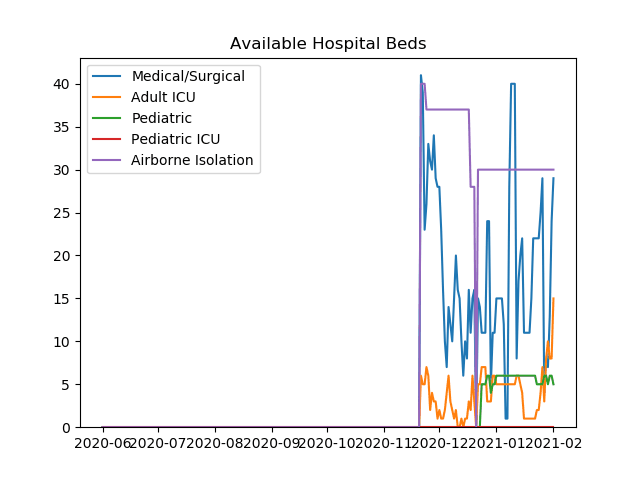 Available Hospital Beds
Medical/Surgical
Adult ICU
Pediatric
Pediatric ICU
Airborne Isolation
40
35
30
25
20
15
10
5
0
2020-06 2020-07 2020-08 2020-09 2020-10 2020-11 2020-12 2021-01 2021-02